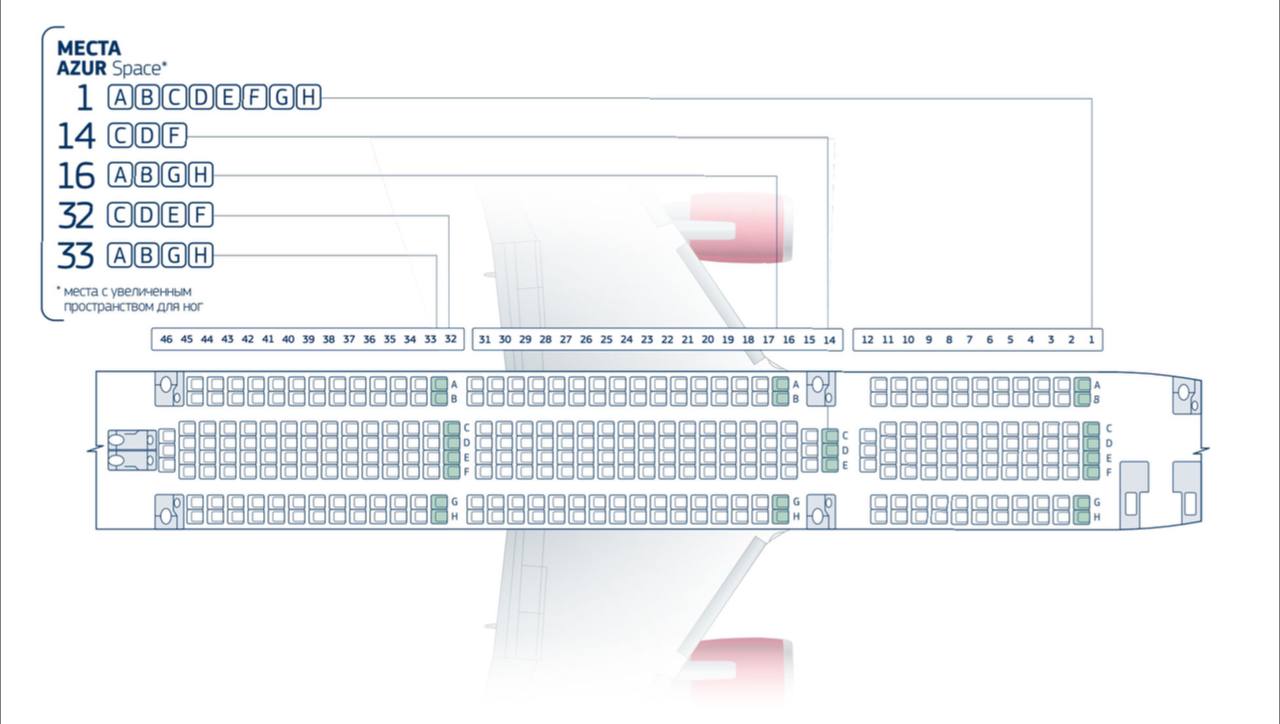 МЕСТА
AZUR Space*
1 A B C D E F G H
14 C D F
16 A B G H
32 C D E F
33 A B G H
* места с увеличенным
пространством для ног
46 45 44 43 42 41 40 39 38 37 36 35 34 33 32 31 30 29 28 27 26 25 24 23 22 21 20 19 18 17 16 15 14 12 11 10 9 8 7 6 5 4 3 2 1
A A A
B B B
C C C
D D D
E E E
F F
G G G
H H H